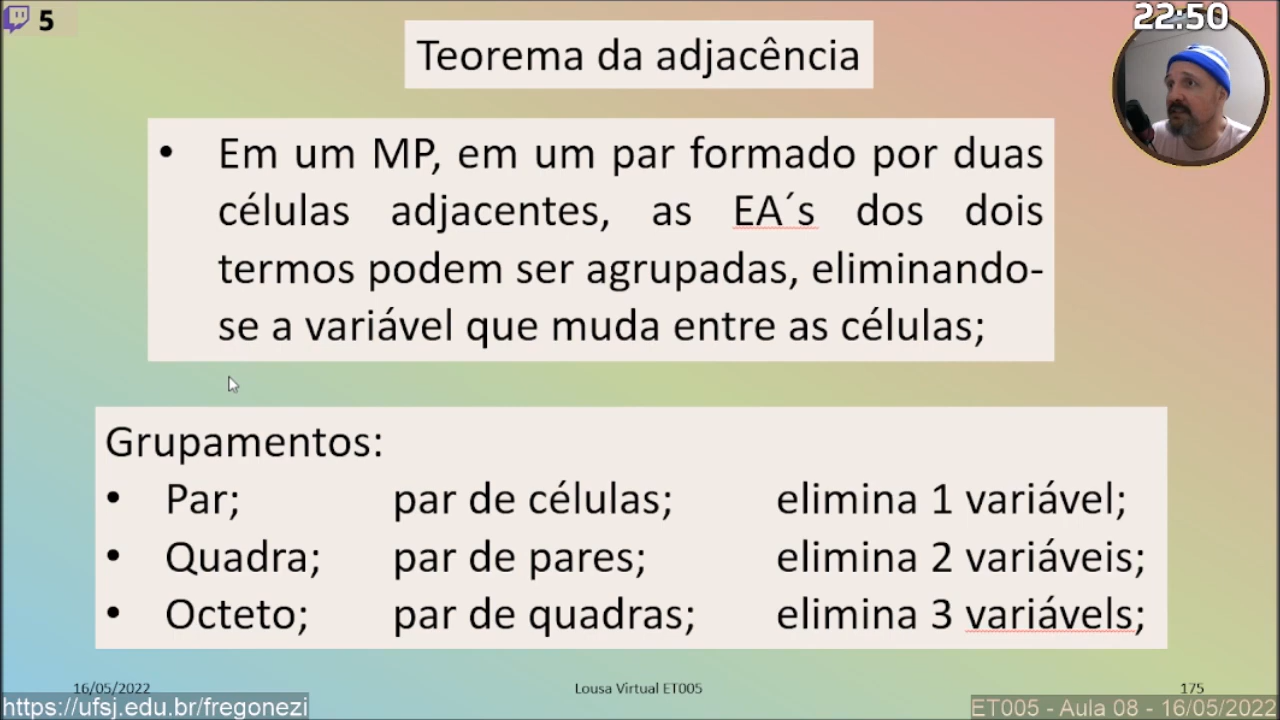 5
22:50
Teorema da adjacência
• Em um MP, em um par formado por duas
células adjacentes, as EA´s dos dois
termos podem ser agrupadas, eliminando-
se a variável que muda entre as células;
Grupamentos:
• Par; par de células; elimina 1 variável;
• Quadra; par de pares; elimina 2 variáveis;
• Octeto; par de quadras; elimina 3 variávels;
16/05/2022 Lousa Virtual ET005 175
https://ufsj.edu.br/fregonezi ET005 - Aula 08 - 16/05/2022